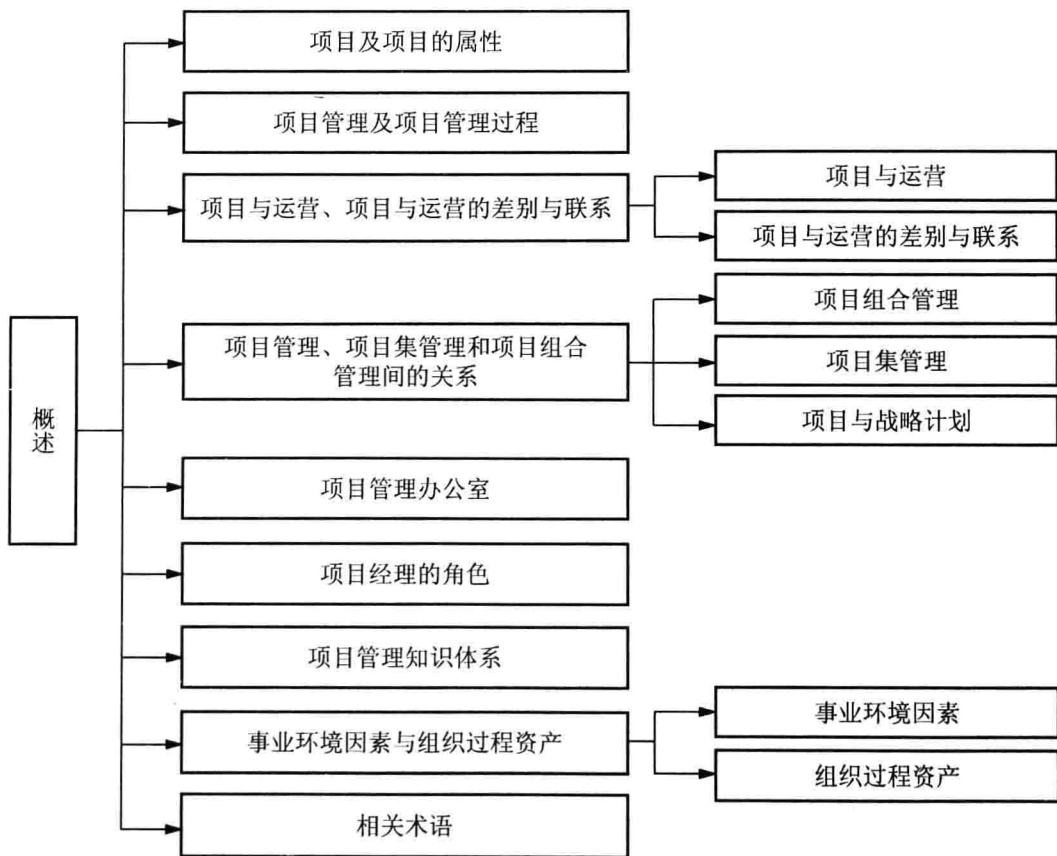 概述
项目及项目的属性
项目管理及项目管理过程
项目与运营、项目与运营的差别与联系
项目与运营
项目与运营的差别与联系
项目管理、项目集管理和项目组合
管理间的关系
项目组合管理
项目集管理
项目与战略计划
项目管理办公室
项目经理的角色
项目管理知识体系
事业环境因素与组织过程资产
事业环境因素
组织过程资产
相关术语